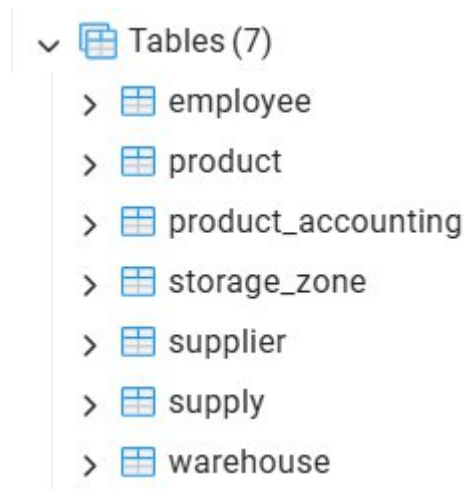 Tables (7)
employee
product
product_accounting
storage_zone
supplier
supply
warehouse